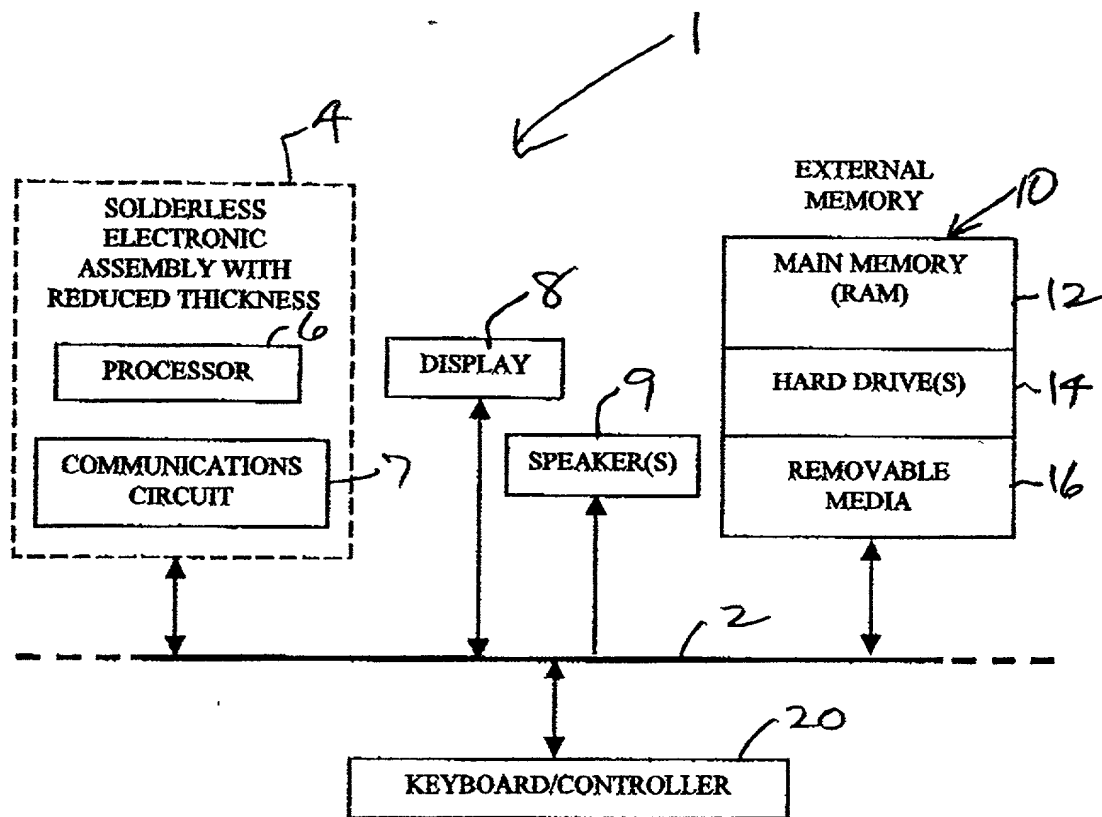 1
4
SOLDERLESS
ELECTRONIC
ASSEMBLY WITH
REDUCED THICKNESS
6
PROCESSOR
COMMUNICATIONS
CIRCUIT
7
8
DISPLAY
9
SPEAKER(S)
EXTERNAL
MEMORY
10
MAIN MEMORY
(RAM)
12
HARD DRIVE(S)
14
REMOVABLE
MEDIA
16
2
20
KEYBOARD/CONTROLLER